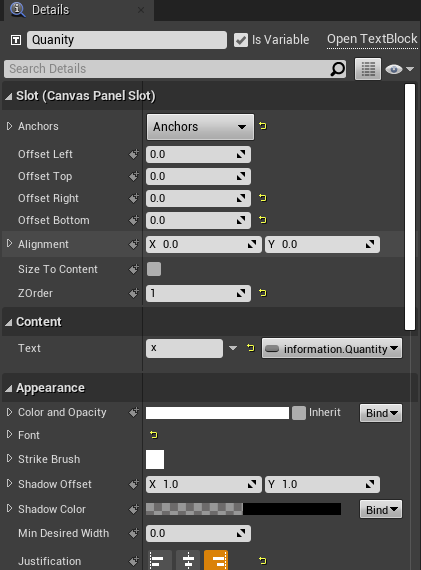 Details
Quanity Is Variable Open TextBlock
Search Details
Slot (Canvas Panel Slot)
Anchors Anchors
Offset Left 0.0
Offset Top 0.0
Offset Right 0.0
Offset Bottom 0.0
Alignment X 0.0 Y 0.0
Size To Content
ZOrder 1
Content
Text x information.Quantity
Appearance
Color and Opacity Inherit Bind
Font
Strike Brush
Shadow Offset X 1.0 Y 1.0
Shadow Color Bind
Min Desired Width 0.0
Justification